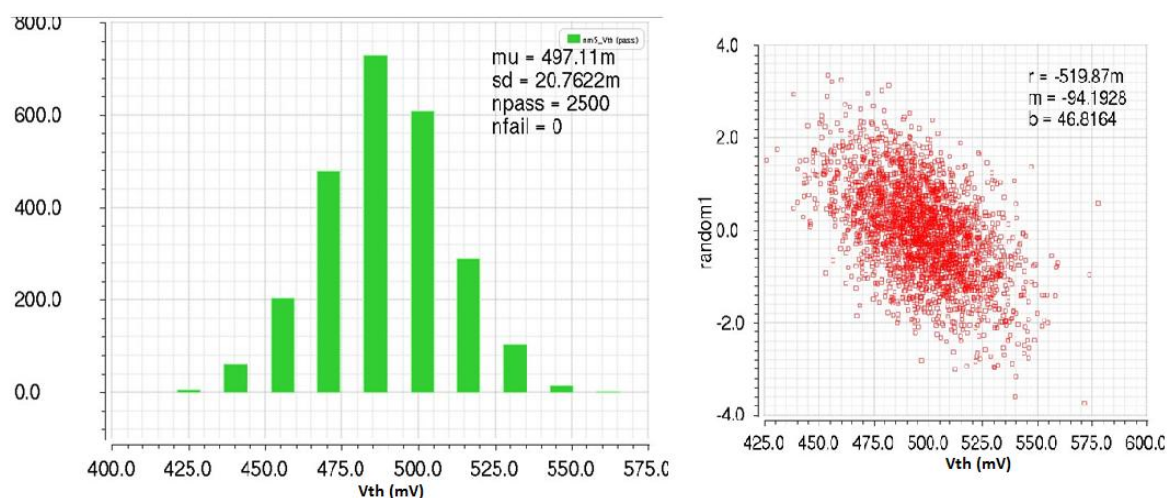 800.0
600.0
400.0
200.0
0.0
nm5_Vth (pass)
mu = 497.11m
sd = 20.7622m
npass = 2500
nfail = 0
400.0 425.0 450.0 475.0 500.0 525.0 550.0 575.0
Vth (mV)
4.0
2.0
0.0
-2.0
-4.0
random1
r = -519.87m
m = -94.1928
b = 46.8164
425.0 450.0 475.0 500.0 525.0 550.0 575.0 600.0
Vth (mV)